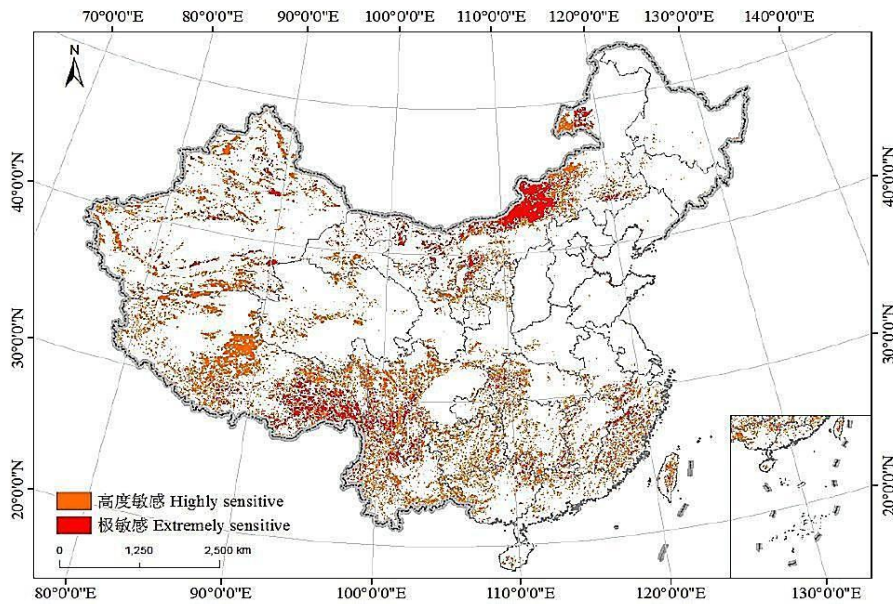 70°0'0"E 80°0'0"E 90°0'0"E 100°0'0"E 110°0'0"E 120°0'0"E 130°0'0"E 140°0'0"E
N
40°0'0"N 40°0'0"N
30°0'0"N 30°0'0"N
20°0'0"N 20°0'0"N
高度敏感 Highly sensitive
极敏感 Extremely sensitive
0 1,250 2,500 km
80°0'0"E 90°0'0"E 100°0'0"E 110°0'0"E 120°0'0"E 130°0'0"E